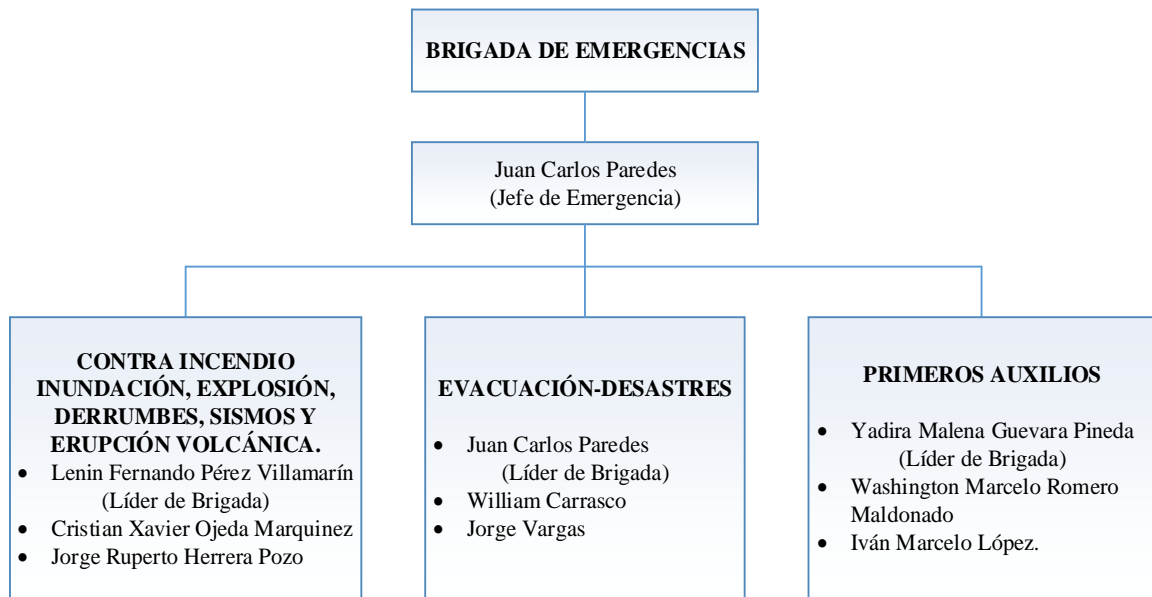 BRIGADA DE EMERGENCIAS
Juan Carlos Paredes
(Jefe de Emergencia)
CONTRA INCENDIO
INUNDACIÓN, EXPLOSIÓN,
DERRUMBES, SISMOS Y
ERUPCIÓN VOLCÁNICA.
• Lenin Fernando Pérez Villamarín
(Líder de Brigada)
• Cristian Xavier Ojeda Marquinez
• Jorge Ruperto Herrera Pozo
EVACUACIÓN-DESASTRES
• Juan Carlos Paredes
(Líder de Brigada)
• William Carrasco
• Jorge Vargas
PRIMEROS AUXILIOS
• Yadira Malena Guevara Pineda
(Líder de Brigada)
• Washington Marcelo Romero
Maldonado
• Iván Marcelo López.